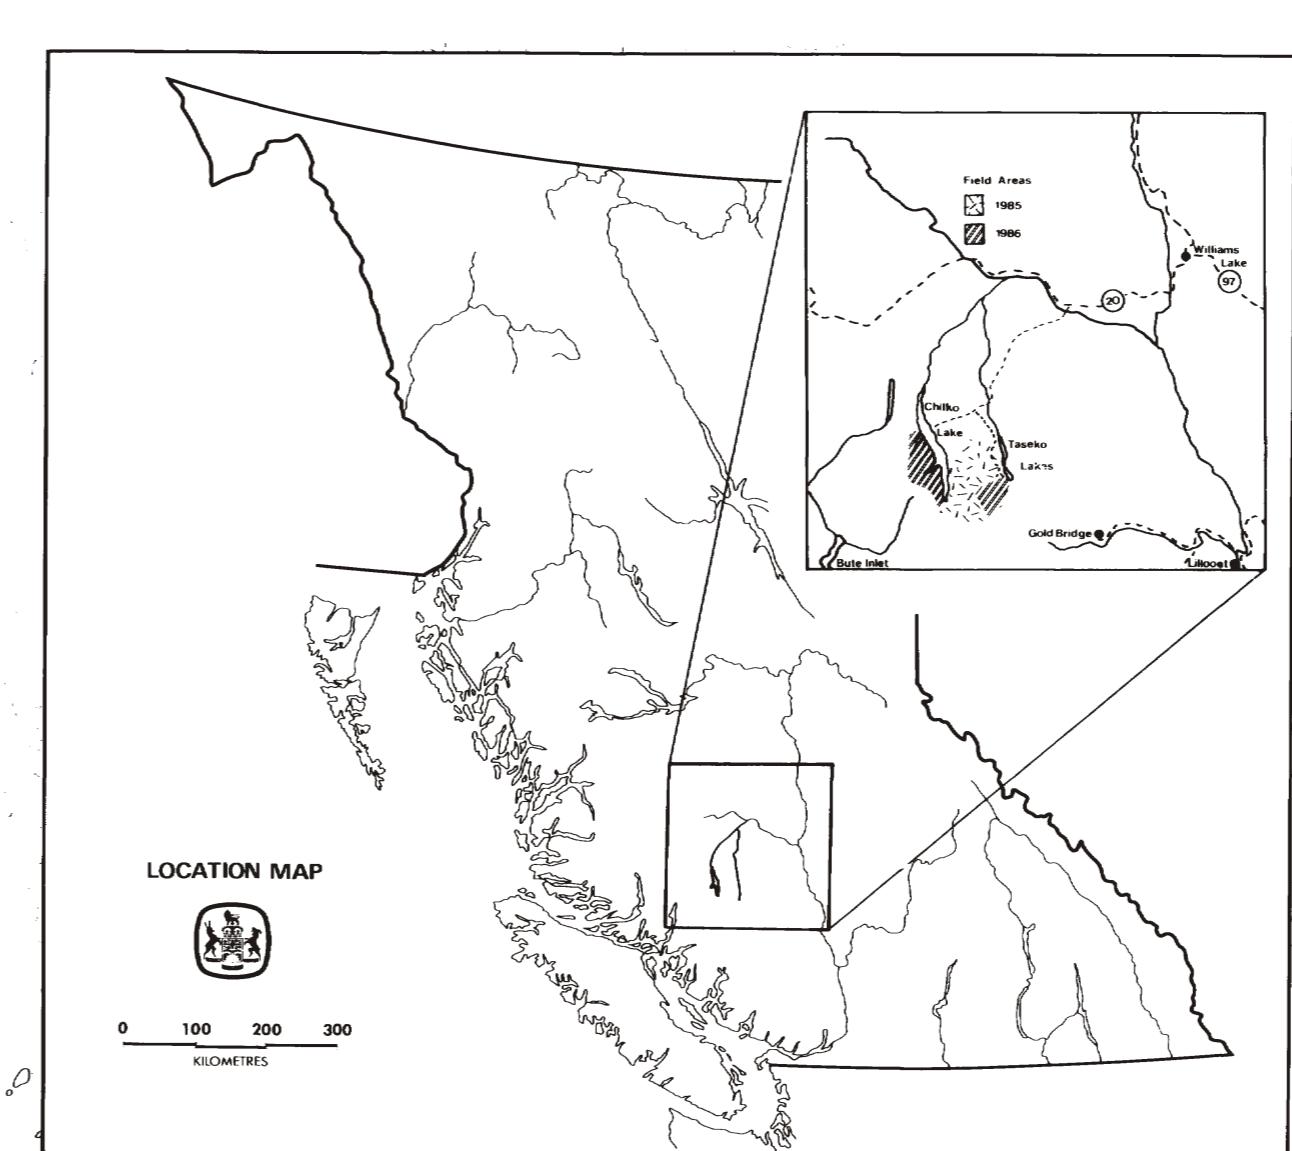 Field Areas
1985
1986
Williams
Lake
97
20
Chilko
Lake
Taseko
Lakes
Gold Bridge
Bute Inlet
Lillooet
LOCATION MAP
0 100 200 300
KILOMETRES